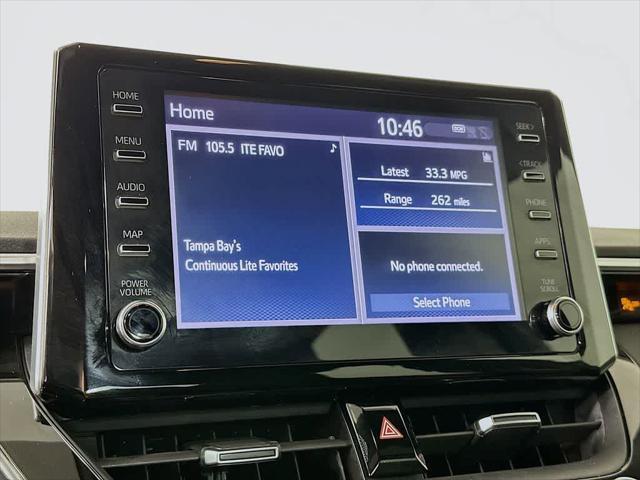 HOME
MENU
AUDIO
MAP
POWER
VOLUME
Home
10:46
DCM
FM 105.5 ITE FAVO
Tampa Bay's
Continuous Lite Favorites
Latest 33.3 MPG
Range 262 miles
No phone connected.
Select Phone
SEEK>
<TRACK
PHONE
APPS
TUNE
SCROLL